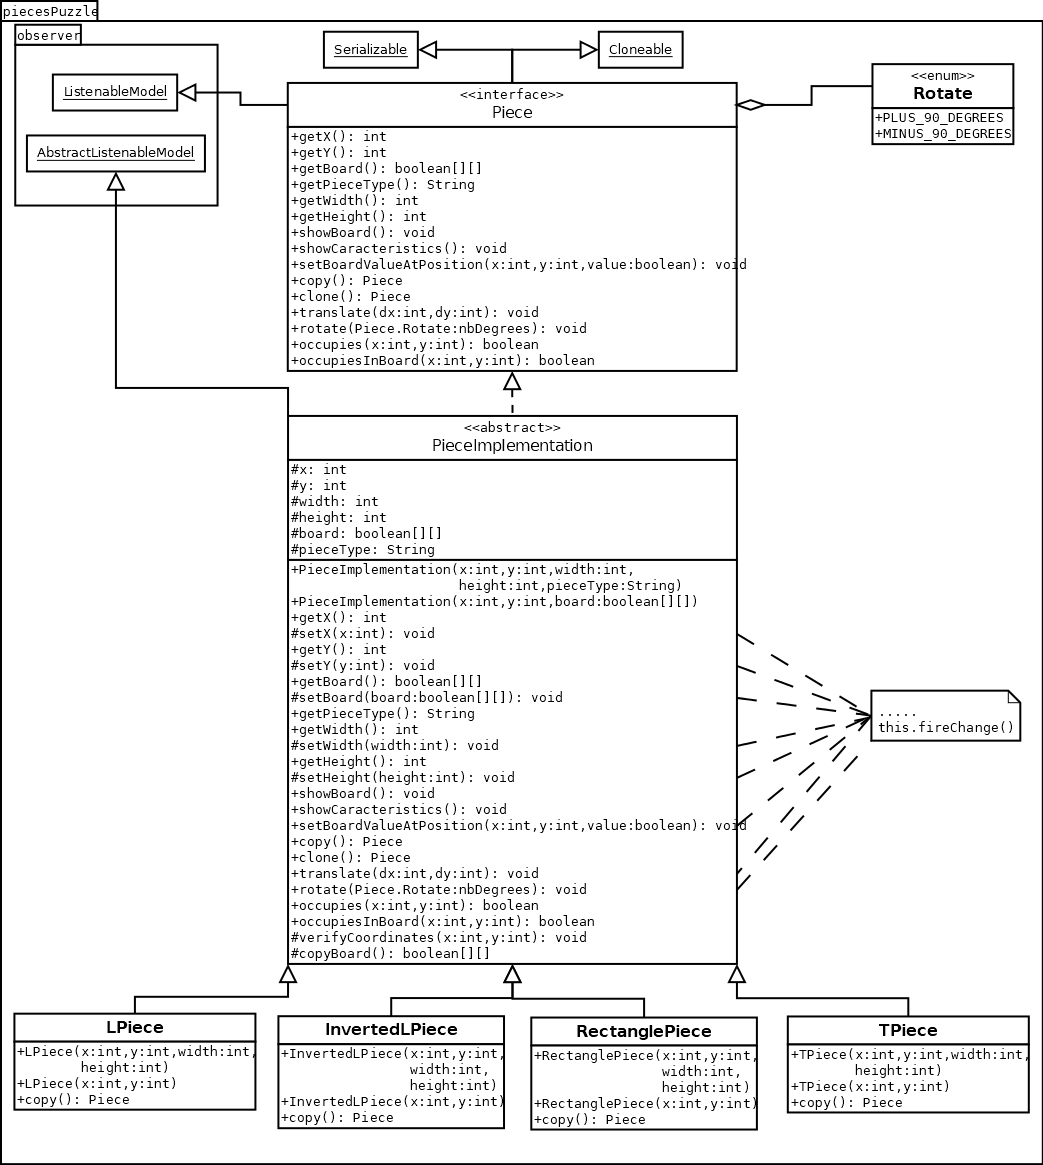 piecesPuzzle
observer
Serializable
Cloneable
ListenableModel
AbstractListenableModel
<<interface>>
Piece
+getX(): int
+getY(): int
+getBoard(): boolean[][]
+getPieceType(): String
+getWidth(): int
+getHeight(): int
+showBoard(): void
+showCaracteristics(): void
+setBoardValueAtPosition(x:int,y:int,value:boolean): void
+copy(): Piece
+clone(): Piece
+translate(dx:int,dy:int): void
+rotate(Piece.Rotate:nbDegrees): void
+occupies(x:int,y:int): boolean
+occupiesInBoard(x:int,y:int): boolean
<<enum>>
Rotate
+PLUS_90_DEGREES
+MINUS_90_DEGREES
<<abstract>>
PieceImplementation
#x: int
#y: int
#width: int
#height: int
#board: boolean[][]
#pieceType: String
+PieceImplementation(x:int,y:int,width:int,
height:int,pieceType:String)
+PieceImplementation(x:int,y:int,board:boolean[][])
+getX(): int
#setX(x:int): void
+getY(): int
#setY(y:int): void
+getBoard(): boolean[][]
#setBoard(board:boolean[][]): void
+getPieceType(): String
+getWidth(): int
#setWidth(width:int): void
+getHeight(): int
#setHeight(height:int): void
+showBoard(): void
+showCaracteristics(): void
+setBoardValueAtPosition(x:int,y:int,value:boolean): void
+copy(): Piece
+clone(): Piece
+translate(dx:int,dy:int): void
+rotate(Piece.Rotate:nbDegrees): void
+occupies(x:int,y:int): boolean
+occupiesInBoard(x:int,y:int): boolean
#verifyCoordinates(x:int,y:int): void
#copyBoard(): boolean[][]
.....
this.fireChange()
LPiece
+LPiece(x:int,y:int,width:int,
height:int)
+LPiece(x:int,y:int)
+copy(): Piece
InvertedLPiece
+InvertedLPiece(x:int,y:int,
width:int,
height:int)
+InvertedLPiece(x:int,y:int)
+copy(): Piece
RectanglePiece
+RectanglePiece(x:int,y:int,
width:int,
height:int)
+RectanglePiece(x:int,y:int)
+copy(): Piece
TPiece
+TPiece(x:int,y:int,width:int,
height:int)
+TPiece(x:int,y:int)
+copy(): Piece